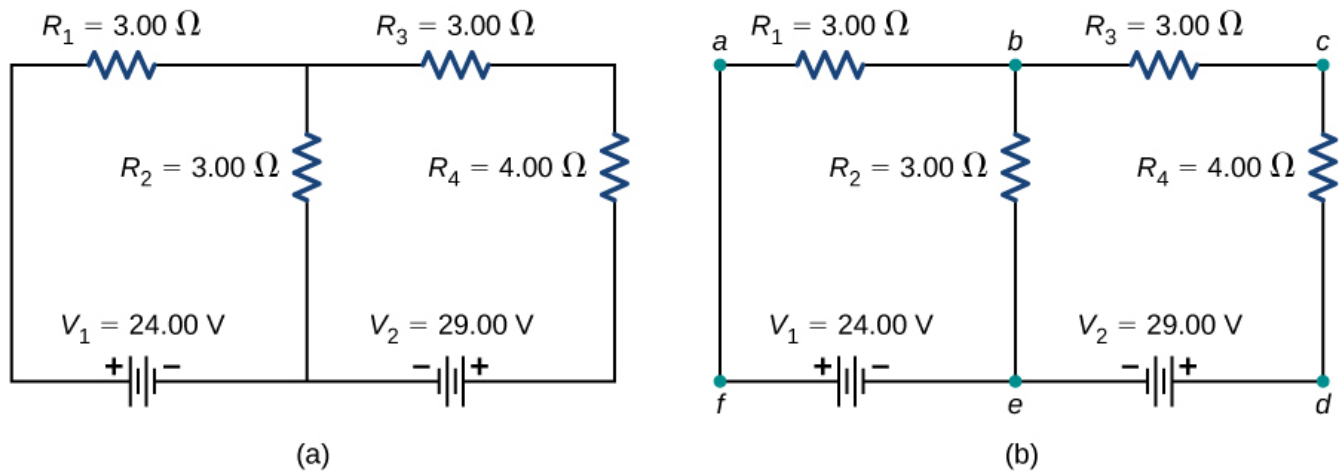 R₁ = 3.00 Ω
R₃ = 3.00 Ω
R₂ = 3.00 Ω
R₄ = 4.00 Ω
V₁ = 24.00 V
V₂ = 29.00 V
+ −
− +
(a)
a
R₁ = 3.00 Ω
b
R₃ = 3.00 Ω
c
R₂ = 3.00 Ω
R₄ = 4.00 Ω
V₁ = 24.00 V
V₂ = 29.00 V
+ −
− +
f
e
d
(b)